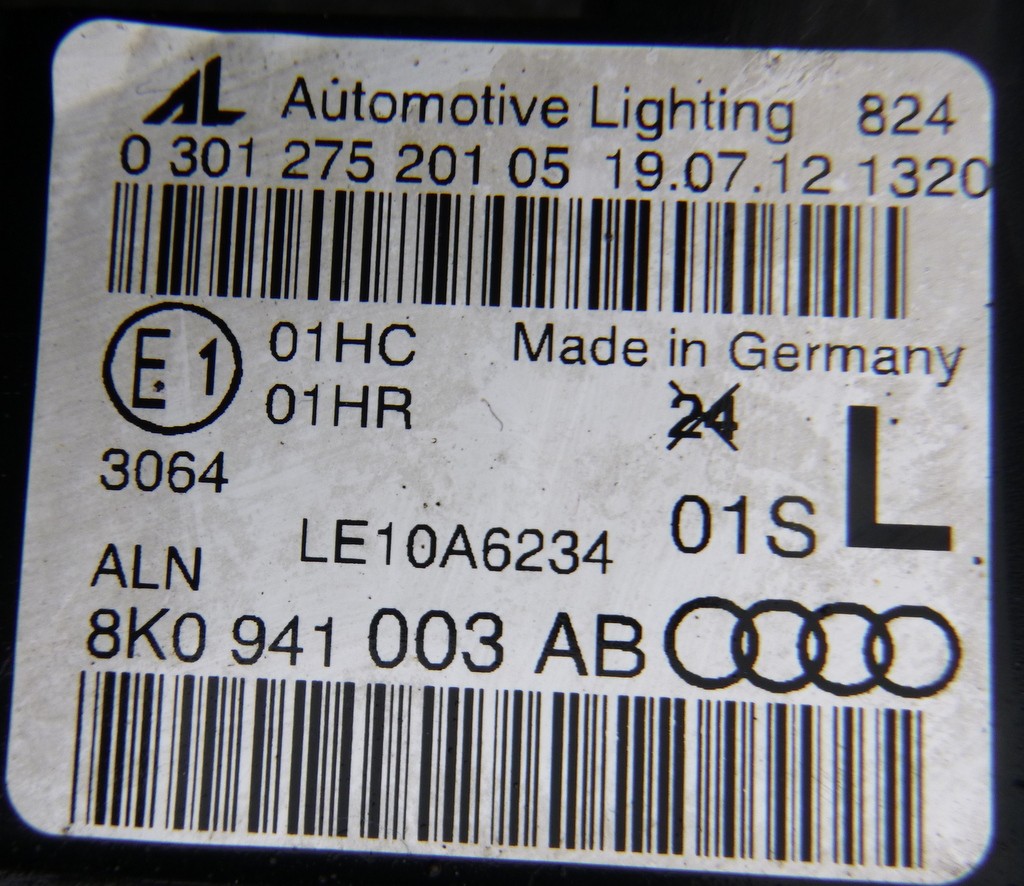 AL Automotive Lighting 824
0 301 275 201 05 19.07.12 1320
E1 01HC Made in Germany
01HR 24
3064
01S L
LE10A6234
ALN
8K0 941 003 AB